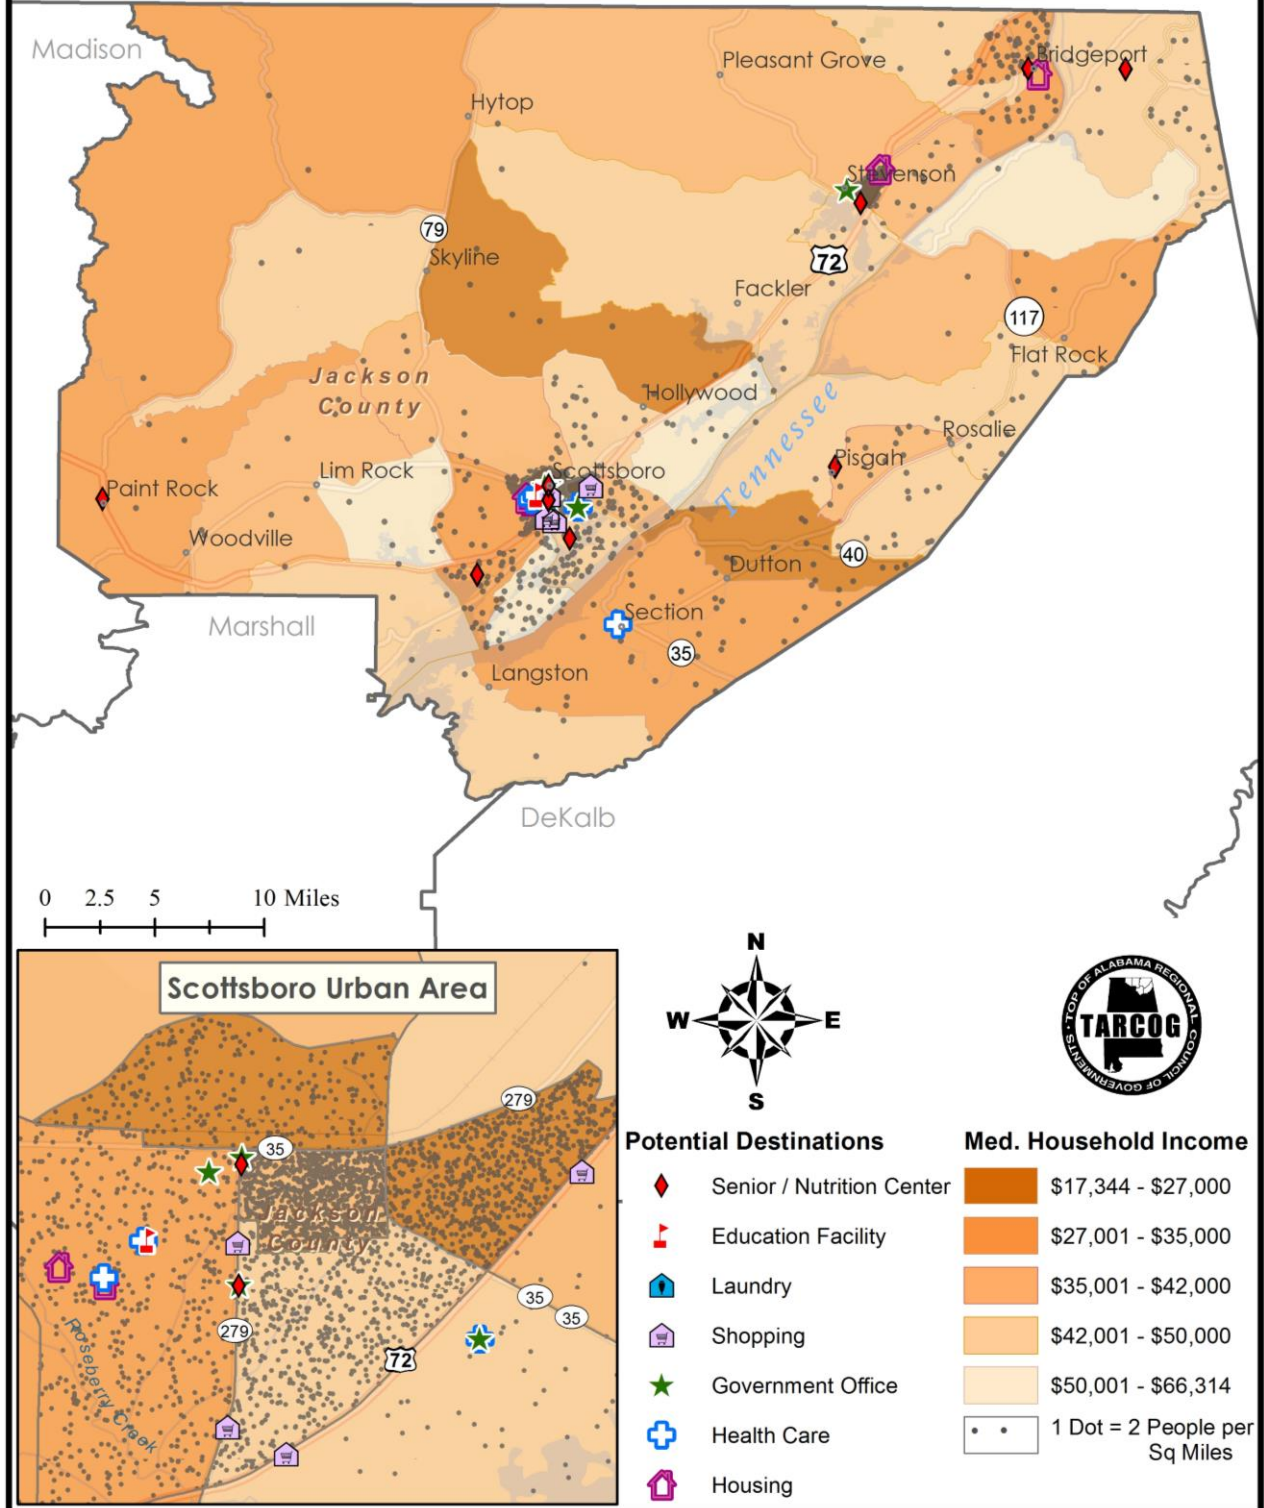 Madison
Pleasant Grove
Bridgeport
Hytop
Stevenson
79
Skyline
72
Fackler
117
Flat Rock
Jackson
County
Hollywood
Tennessee
Rosalie
Pisgah
Lim Rock
Scottsboro
Paint Rock
Woodville
40
Dutton
Section
Marshall
35
Langston
DeKalb
0 2.5 5 10 Miles
Scottsboro Urban Area
279
35
Jackson
County
35
35
279
72
Roseberry Creek
N
W E
S
TOP OF ALABAMA REGIONAL
TARCOG
COUNCIL OF GOVERNMENTS
Potential Destinations
Senior / Nutrition Center
Education Facility
Laundry
Shopping
Government Office
Health Care
Housing
Med. Household Income
$17,344 - $27,000
$27,001 - $35,000
$35,001 - $42,000
$42,001 - $50,000
$50,001 - $66,314
1 Dot = 2 People per
Sq Miles